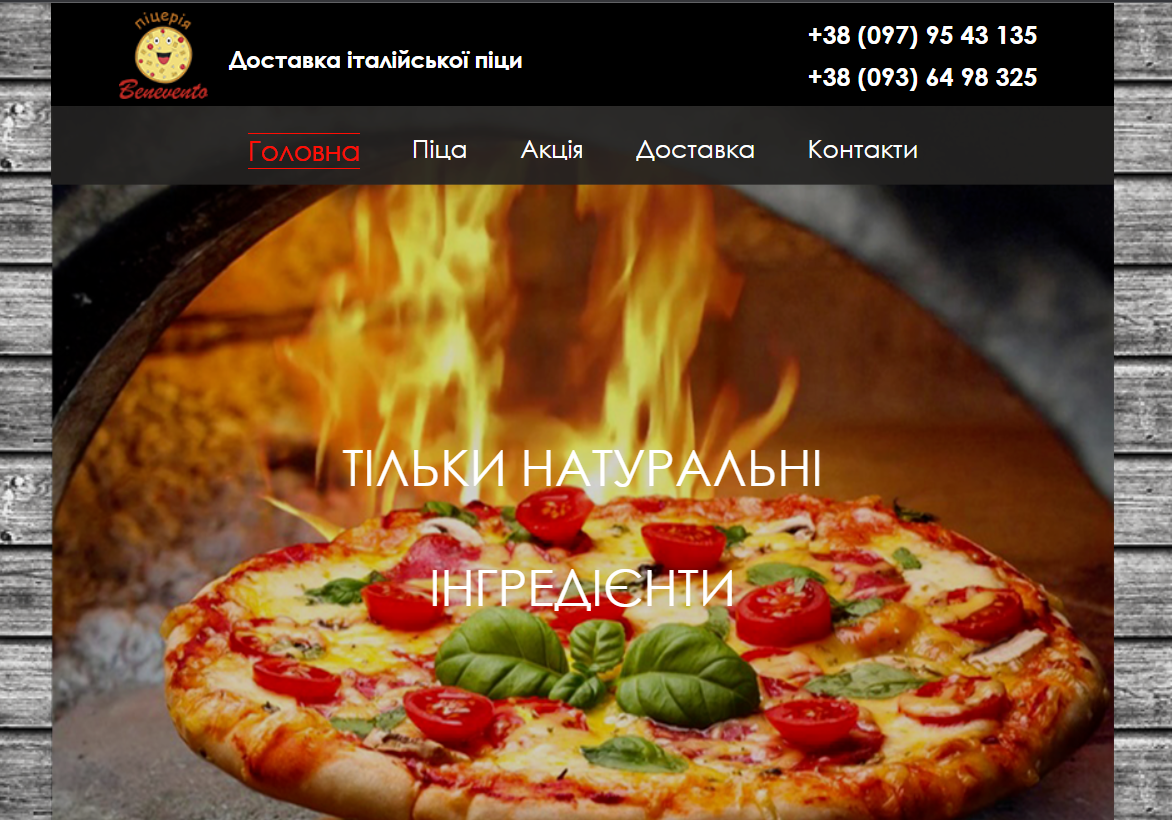 піцерія
Benevento
Доставка італійської піци
+38 (097) 95 43 135
+38 (093) 64 98 325
Головна Піца Акція Доставка Контакти
ТІЛЬКИ НАТУРАЛЬНІ
ІНГРЕДІЄНТИ